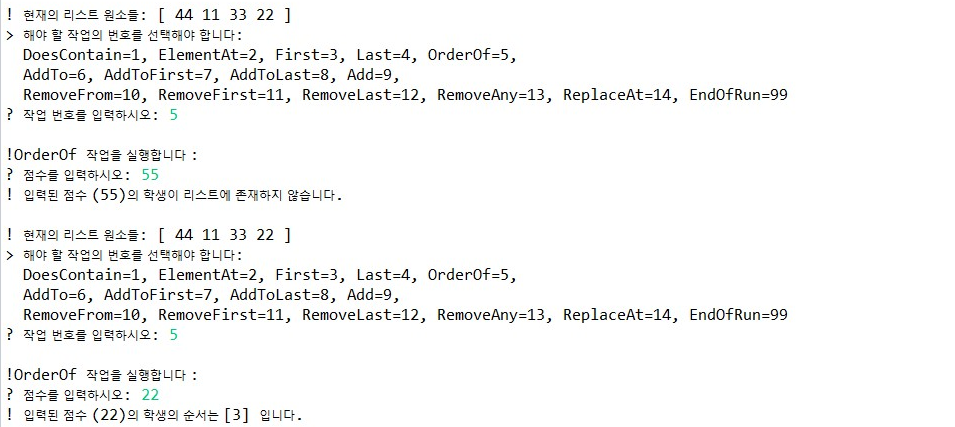 ! 현재의 리스트 원소들: [ 44 11 33 22 ]
> 해야 할 작업의 번호를 선택해야 합니다:
DoesContain=1, ElementAt=2, First=3, Last=4, OrderOf=5,
AddTo=6, AddToFirst=7, AddToLast=8, Add=9,
RemoveFrom=10, RemoveFirst=11, RemoveLast=12, RemoveAny=13, ReplaceAt=14, EndOfRun=99
? 작업 번호를 입력하시오: 5
!OrderOf 작업을 실행합니다 :
? 점수를 입력하시오: 55
! 입력된 점수 (55)의 학생이 리스트에 존재하지 않습니다.
! 현재의 리스트 원소들: [ 44 11 33 22 ]
> 해야 할 작업의 번호를 선택해야 합니다:
DoesContain=1, ElementAt=2, First=3, Last=4, OrderOf=5,
AddTo=6, AddToFirst=7, AddToLast=8, Add=9,
RemoveFrom=10, RemoveFirst=11, RemoveLast=12, RemoveAny=13, ReplaceAt=14, EndOfRun=99
? 작업 번호를 입력하시오: 5
!OrderOf 작업을 실행합니다 :
? 점수를 입력하시오: 22
! 입력된 점수 (22)의 학생의 순서는 [3] 입니다.